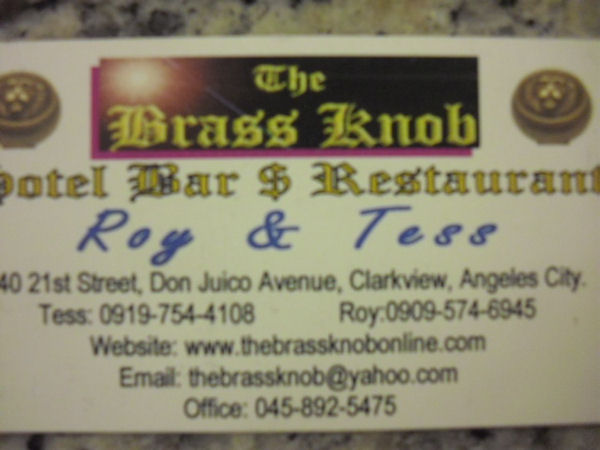 The
Brass Knob
Hotel Bar $ Restaurant
Roy & Tess
40 21st Street, Don Juico Avenue, Clarkview, Angeles City.
Tess: 0919-754-4108 Roy:0909-574-6945
Website: www.thebrassknobonline.com
Email: thebrassknob@yahoo.com
Office: 045-892-5475